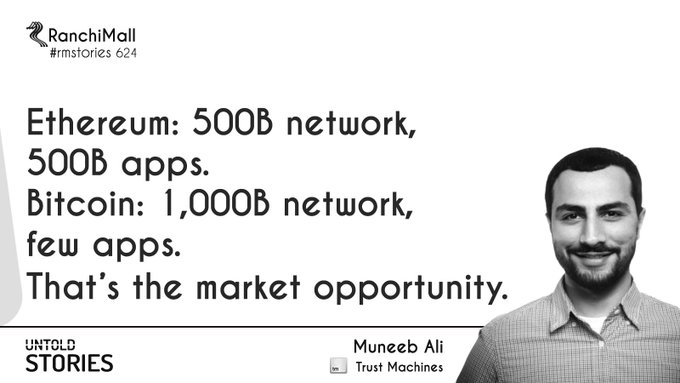 RanchiMall
#rmstories 624
Ethereum: 500B network,
500B apps.
Bitcoin: 1,000B network,
few apps.
That's the market opportunity.
UNTOLD
STORIES
Muneeb Ali
tm
Trust Machines